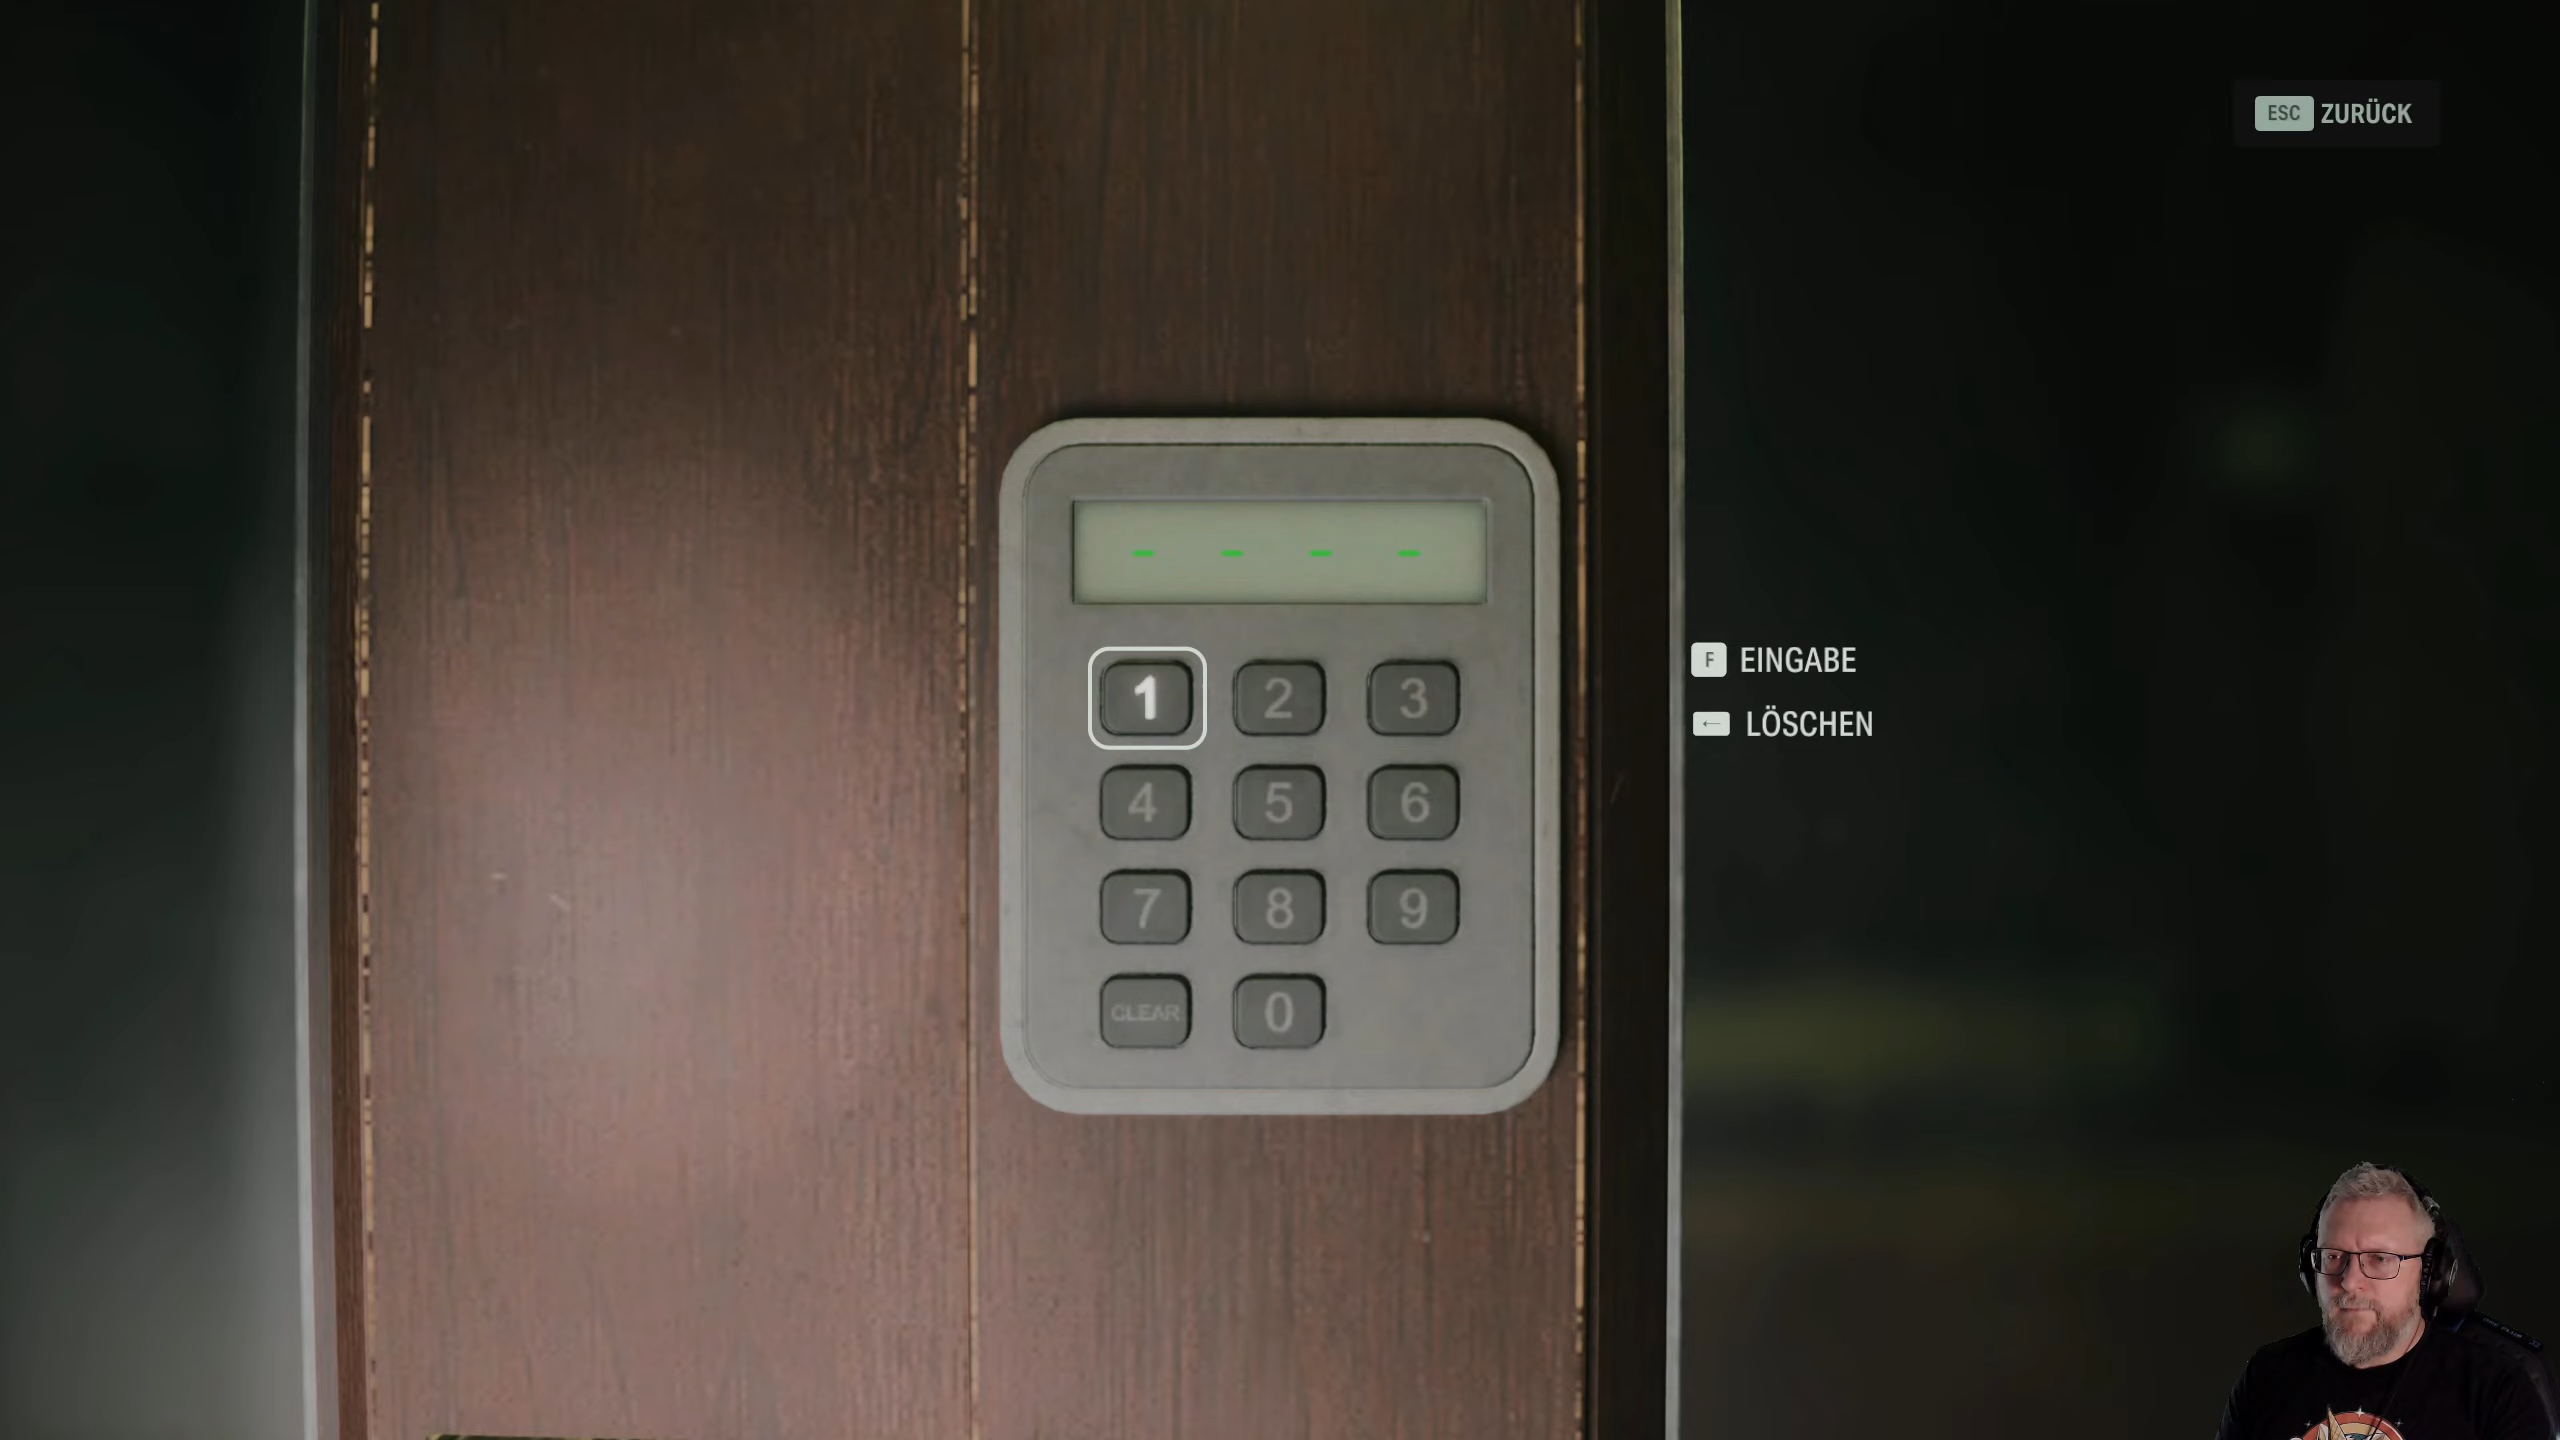 ESC ZURÜCK
- - - -
F EINGABE
← LÖSCHEN
1 2 3
4 5 6
7 8 9
CLEAR 0